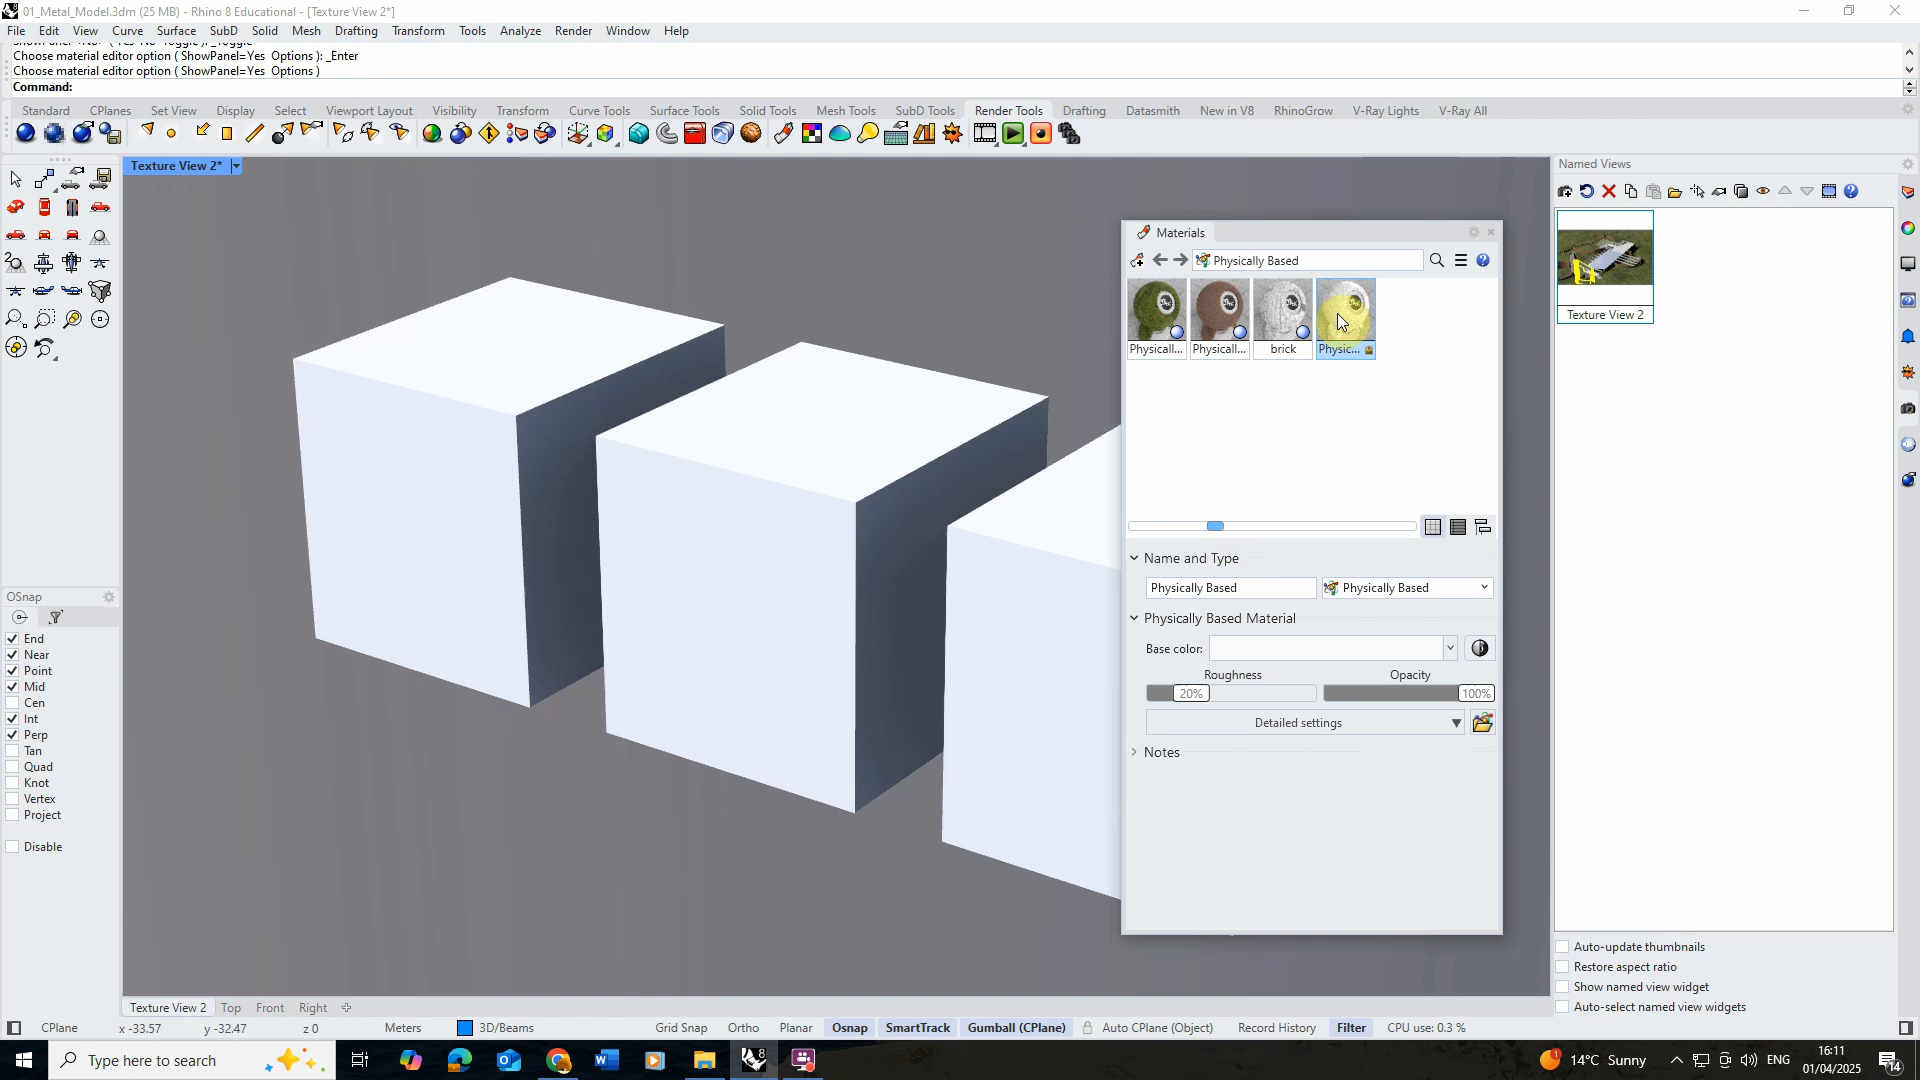 01_Metal_Model.3dm (25 MB) - Rhino 8 Educational - [Texture View 2*]
File Edit View Curve Surface SubD Solid Mesh Drafting Transform Tools Analyze Render Window Help
Choose material editor option ( ShowPanel=Yes Options ): _Enter
Choose material editor option ( ShowPanel=Yes Options )
Command:
Standard CPlanes Set View Display Select Viewport Layout Visibility Transform Curve Tools Surface Tools Solid Tools Mesh Tools SubD Tools Render Tools Drafting Datasmith New in V8 RhinoGrow V-Ray Lights V-Ray All
Texture View 2*
Named Views
Texture View 2
Materials
Physically Based
Physicall...
Physicall...
brick
Physic...
Name and Type
Physically Based
Physically Based
Physically Based Material
Base color:
Roughness
Opacity
20%
100%
Detailed settings
Notes
OSnap
End
Near
Point
Mid
Cen
Int
Perp
Tan
Quad
Knot
Vertex
Project
Disable
Auto-update thumbnails
Restore aspect ratio
Show named view widget
Auto-select named view widgets
Texture View 2 Top Front Right
CPlane x -33.57 y -32.47 z 0 Meters 3D/Beams Grid Snap Ortho Planar Osnap SmartTrack Gumball (CPlane) Auto CPlane (Object) Record History Filter CPU use: 0.3 %
Type here to search
14°C Sunny
ENG
16:11
01/04/2025
14